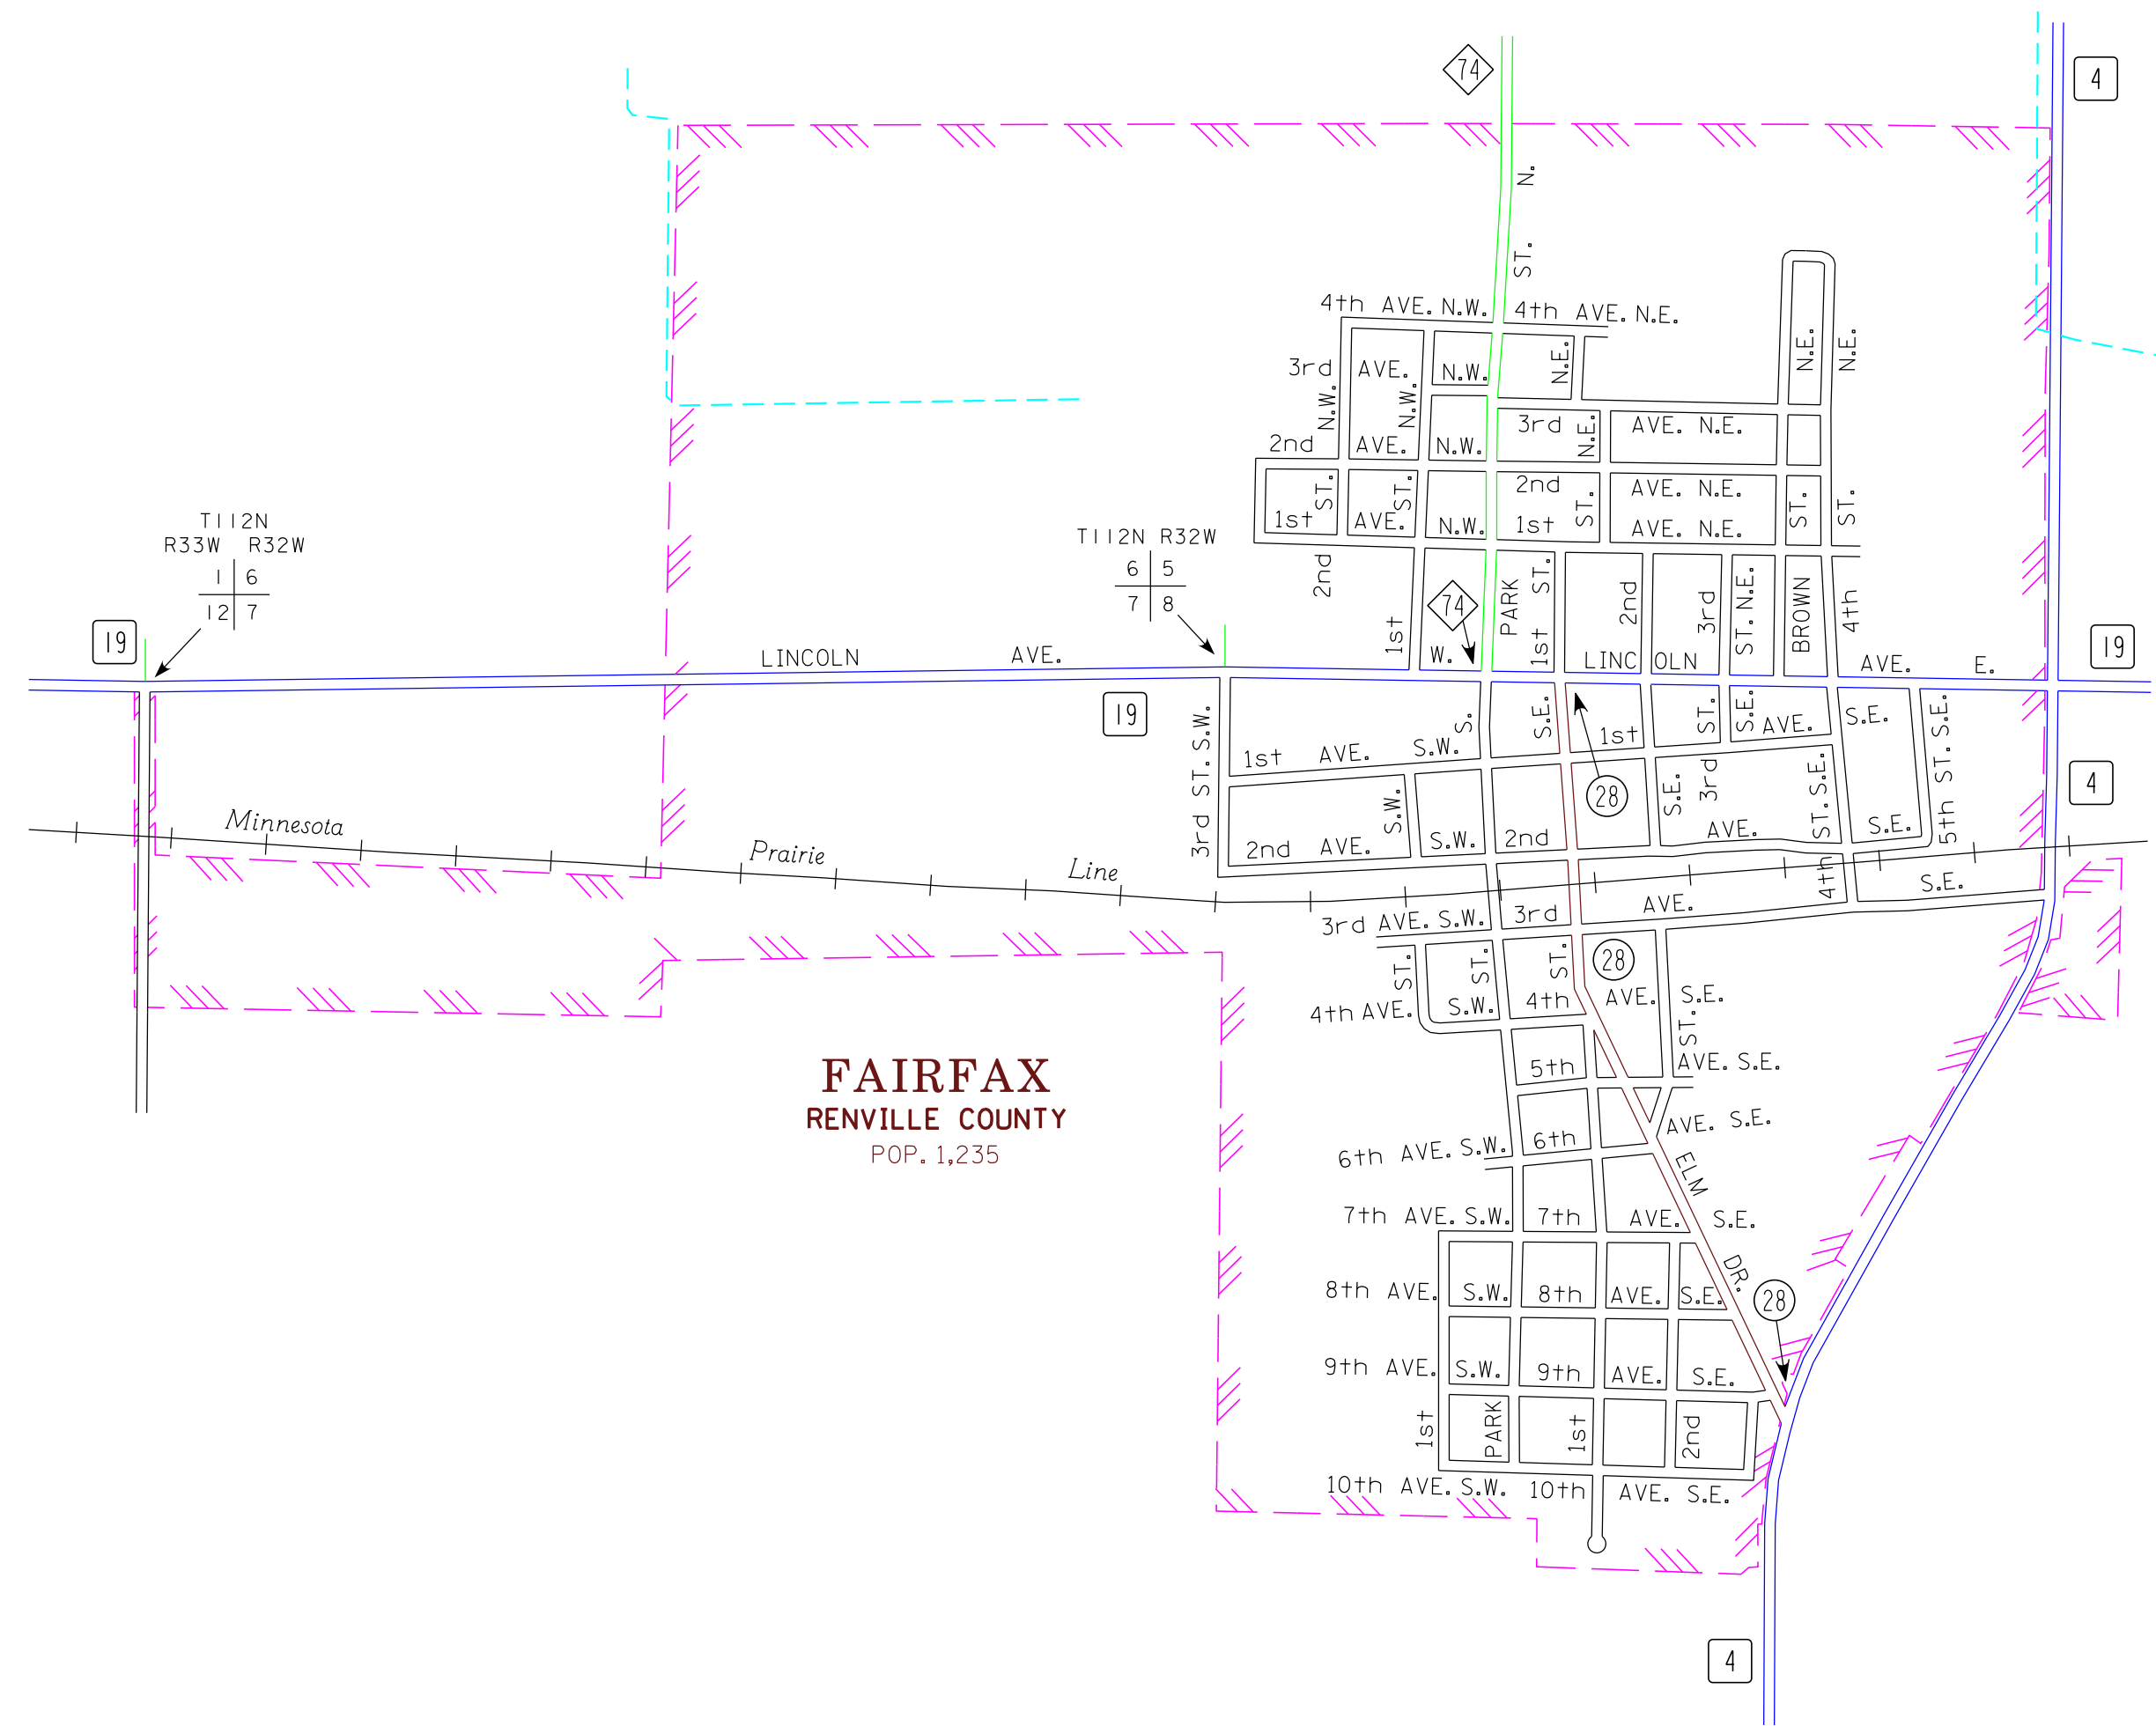 74
4
N.
ST.
4th AVE. N.W.
4th AVE. N.E.
3rd AVE. N.W.
N.E.
N.E.
N.E.
N.W.
N.W.
3rd AVE. N.E.
N.E.
2nd AVE. N.W.
2nd AVE. N.E.
ST.
ST.
ST.
ST.
ST.
1st AVE. N.W.
1st AVE. N.E.
T112N
R33W R32W
1 6
12 7
T112N R32W
6 5
7 8
2nd
1st
74
PARK
ST.
1st
2nd
3rd
ST. N.E.
BROWN
4th
19
LINCOLN AVE. W.
LINCOLN AVE. E.
19
19
3rd ST. S.W.
S.
S.E.
ST.
S.E.
5th ST. S.E.
1st AVE. S.W.
1st AVE. S.E.
28
4
S.W.
S.E.
3rd
ST. S.E.
4th
Minnesota Prairie Line
2nd AVE. S.W.
2nd AVE. S.E.
3rd AVE. S.W.
3rd AVE. S.E.
28
ST.
ST.
ST.
ST.
4th AVE. S.W.
4th AVE. S.E.
FAIRFAX
RENVILLE COUNTY
POP. 1,235
5th AVE. S.E.
6th AVE. S.W.
6th AVE. S.E.
ELM DR.
7th AVE. S.W.
7th AVE. S.E.
8th AVE. S.W.
8th AVE. S.E.
28
9th AVE. S.W.
9th AVE. S.E.
1st
PARK
1st
2nd
10th AVE. S.W.
10th AVE. S.E.
4